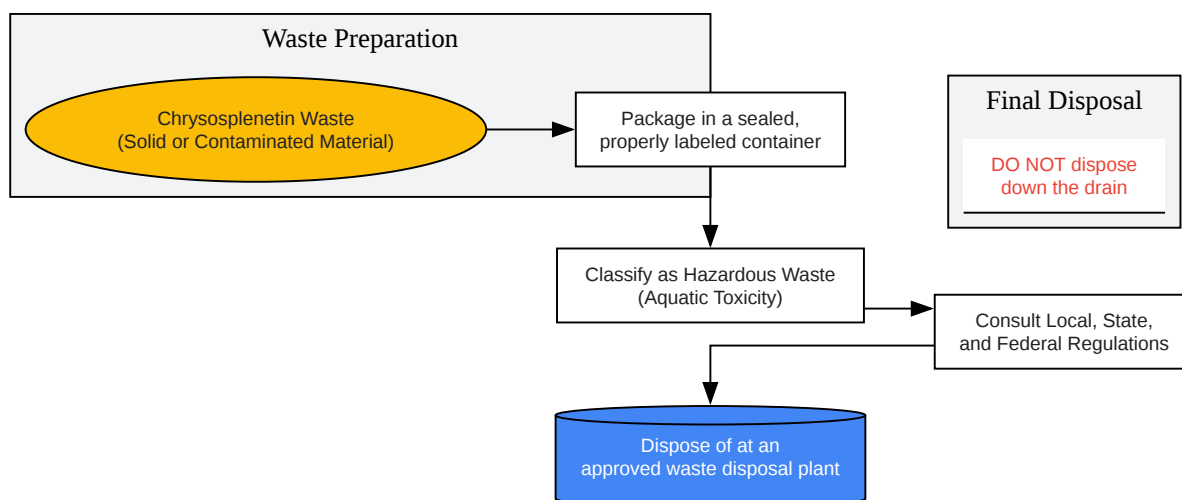 Waste Preparation
Chrysosplenetin Waste
(Solid or Contaminated Material)
Package in a sealed,
properly labeled container
Final Disposal
DO NOT dispose
down the drain
Classify as Hazardous Waste
(Aquatic Toxicity)
Consult Local, State,
and Federal Regulations
Dispose of at an
approved waste disposal plant